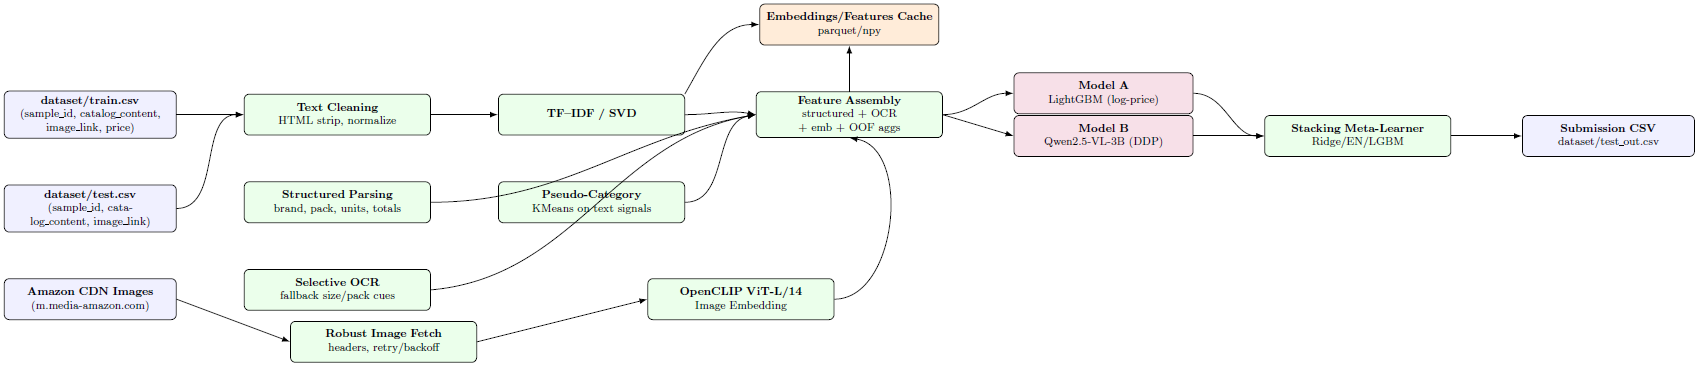 Embeddings/Features Cache
parquet/npy
dataset/train.csv
(sample_id, catalog_content,
image_link, price)
Text Cleaning
HTML strip, normalize
TF–IDF / SVD
Feature Assembly
structured + OCR
+ emb + OOF aggs
Model A
LightGBM (log-price)
Model B
Qwen2.5-VL-3B (DDP)
Stacking Meta-Learner
Ridge/EN/LGBM
Submission CSV
dataset/test_out.csv
dataset/test.csv
(sample_id, cata-
log_content, image_link)
Structured Parsing
brand, pack, units, totals
Pseudo-Category
KMeans on text signals
Amazon CDN Images
(m.media-amazon.com)
Selective OCR
fallback size/pack cues
OpenCLIP ViT-L/14
Image Embedding
Robust Image Fetch
headers, retry/backoff